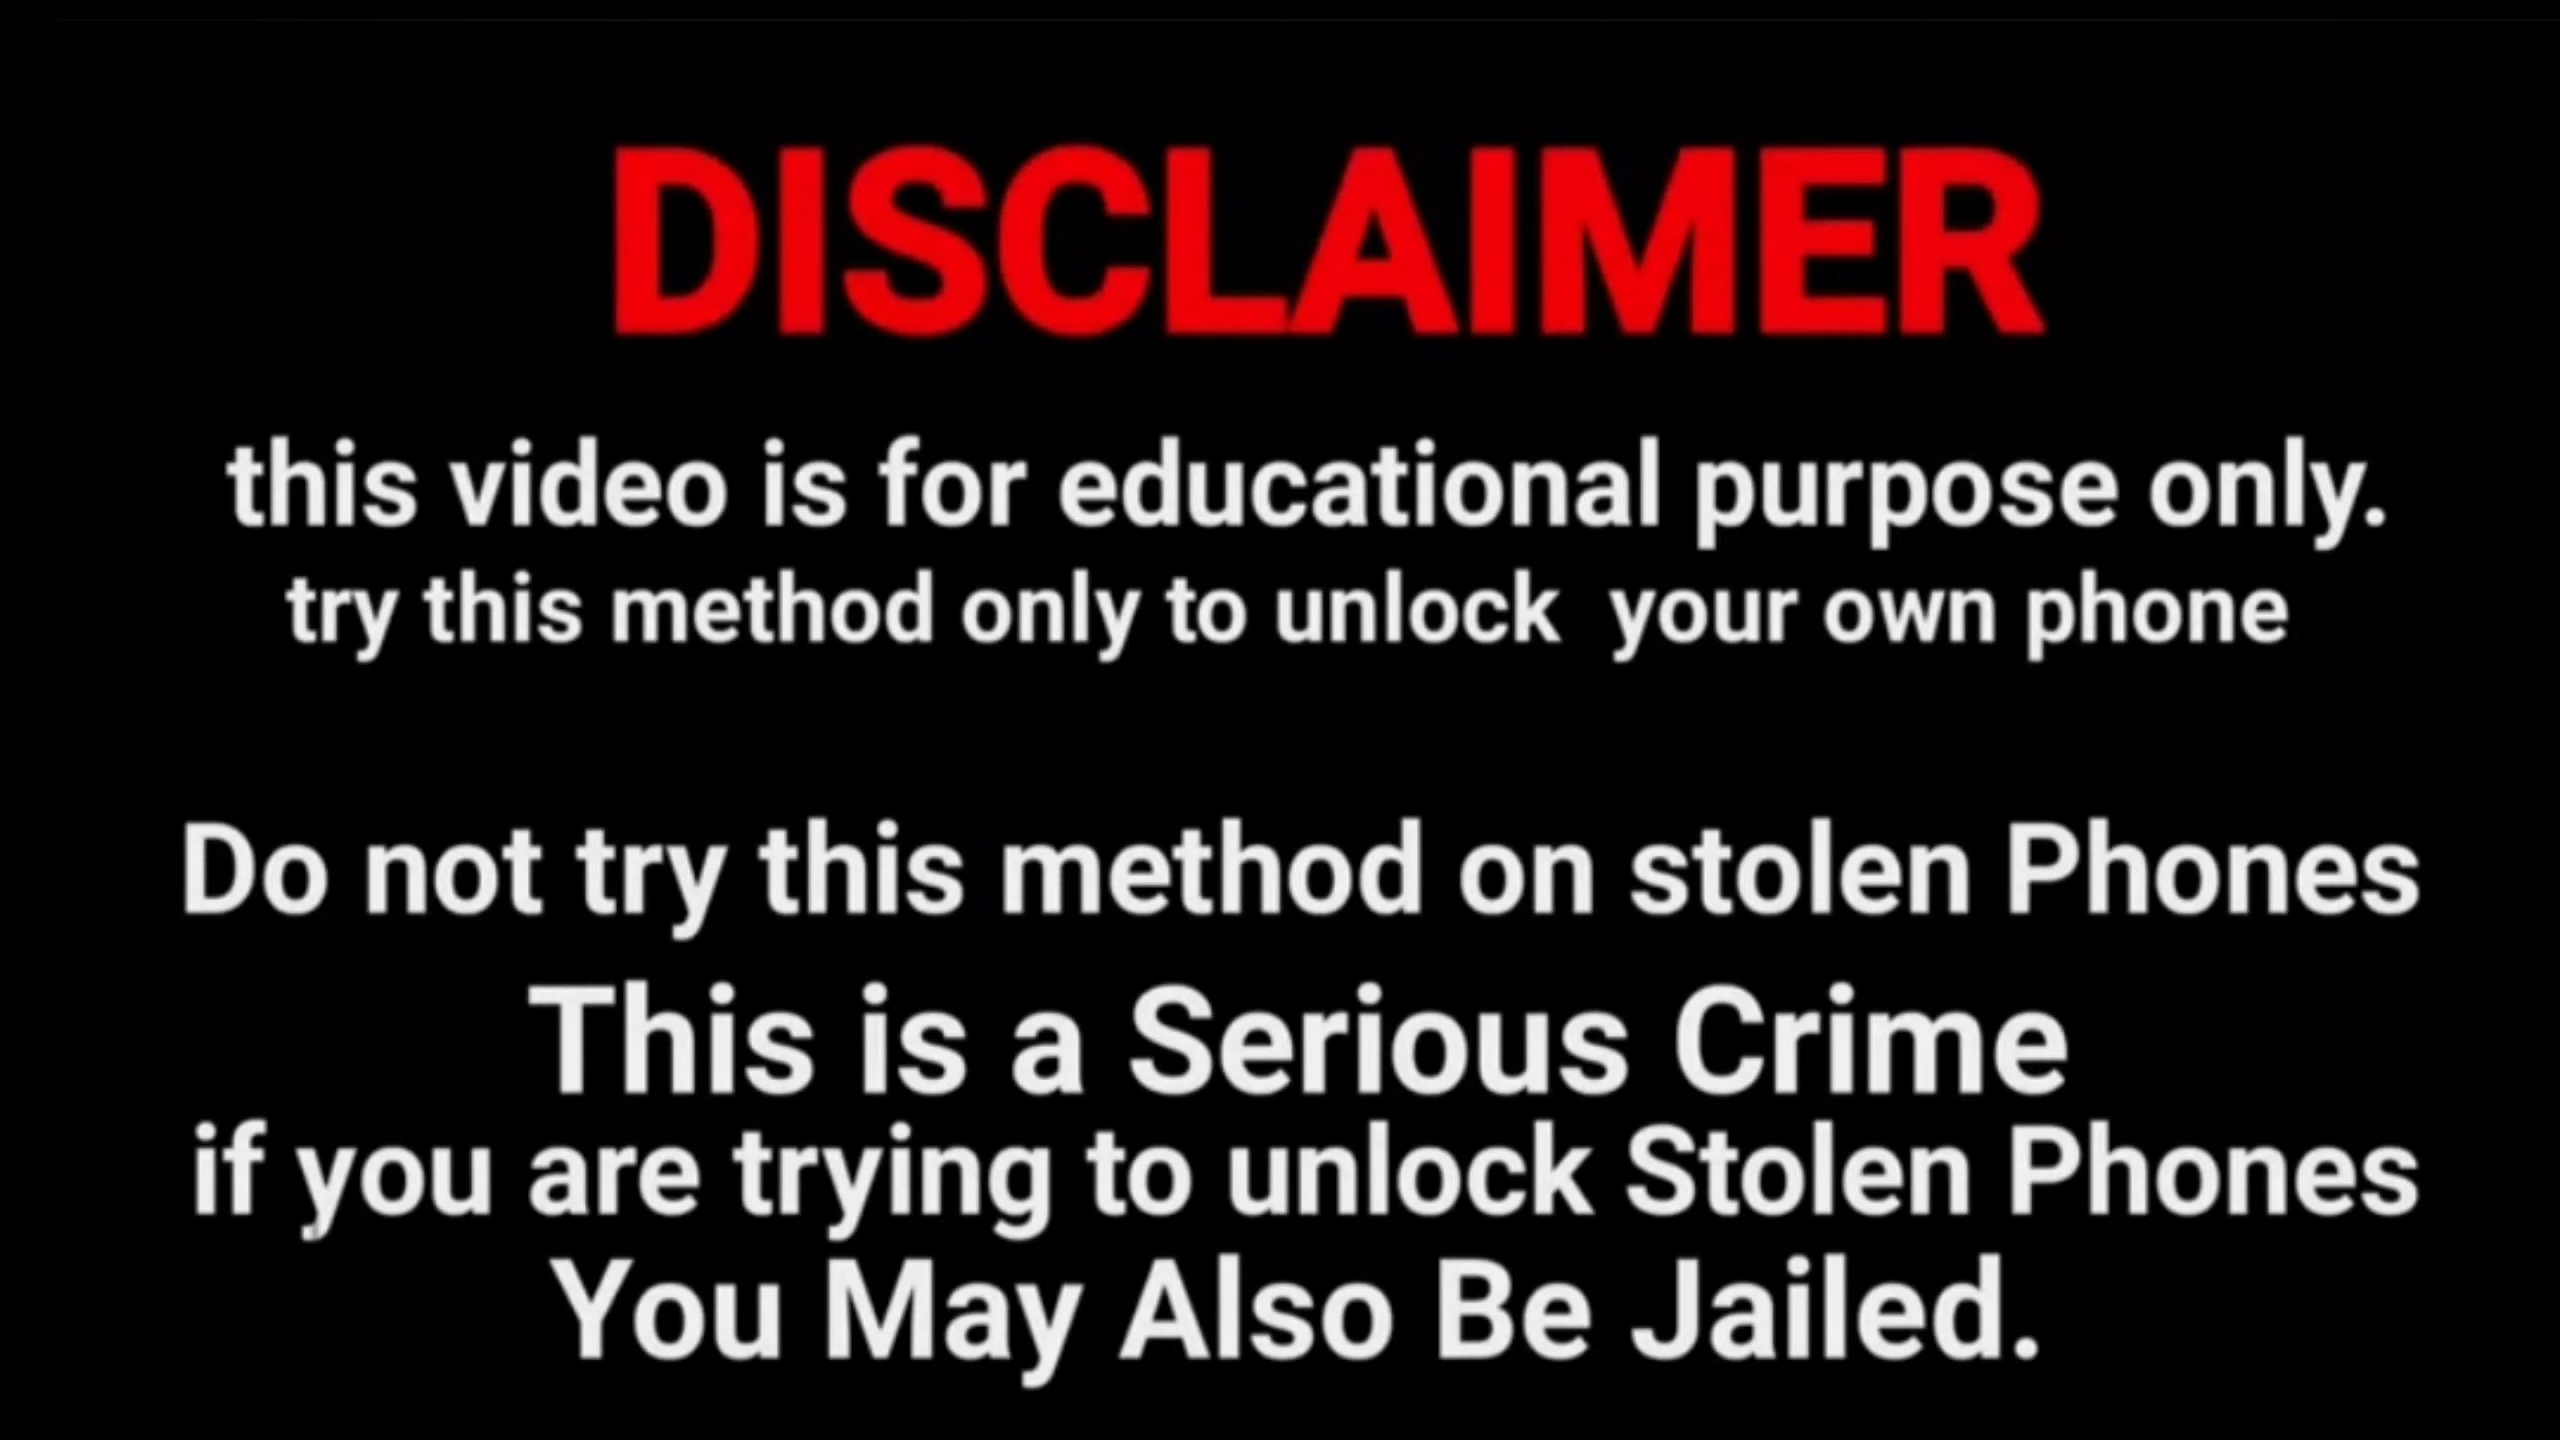 DISCLAIMER
this video is for educational purpose only.
try this method only to unlock  your own phone
Do not try this method on stolen Phones
This is a Serious Crime
if you are trying to unlock Stolen Phones
You May Also Be Jailed.